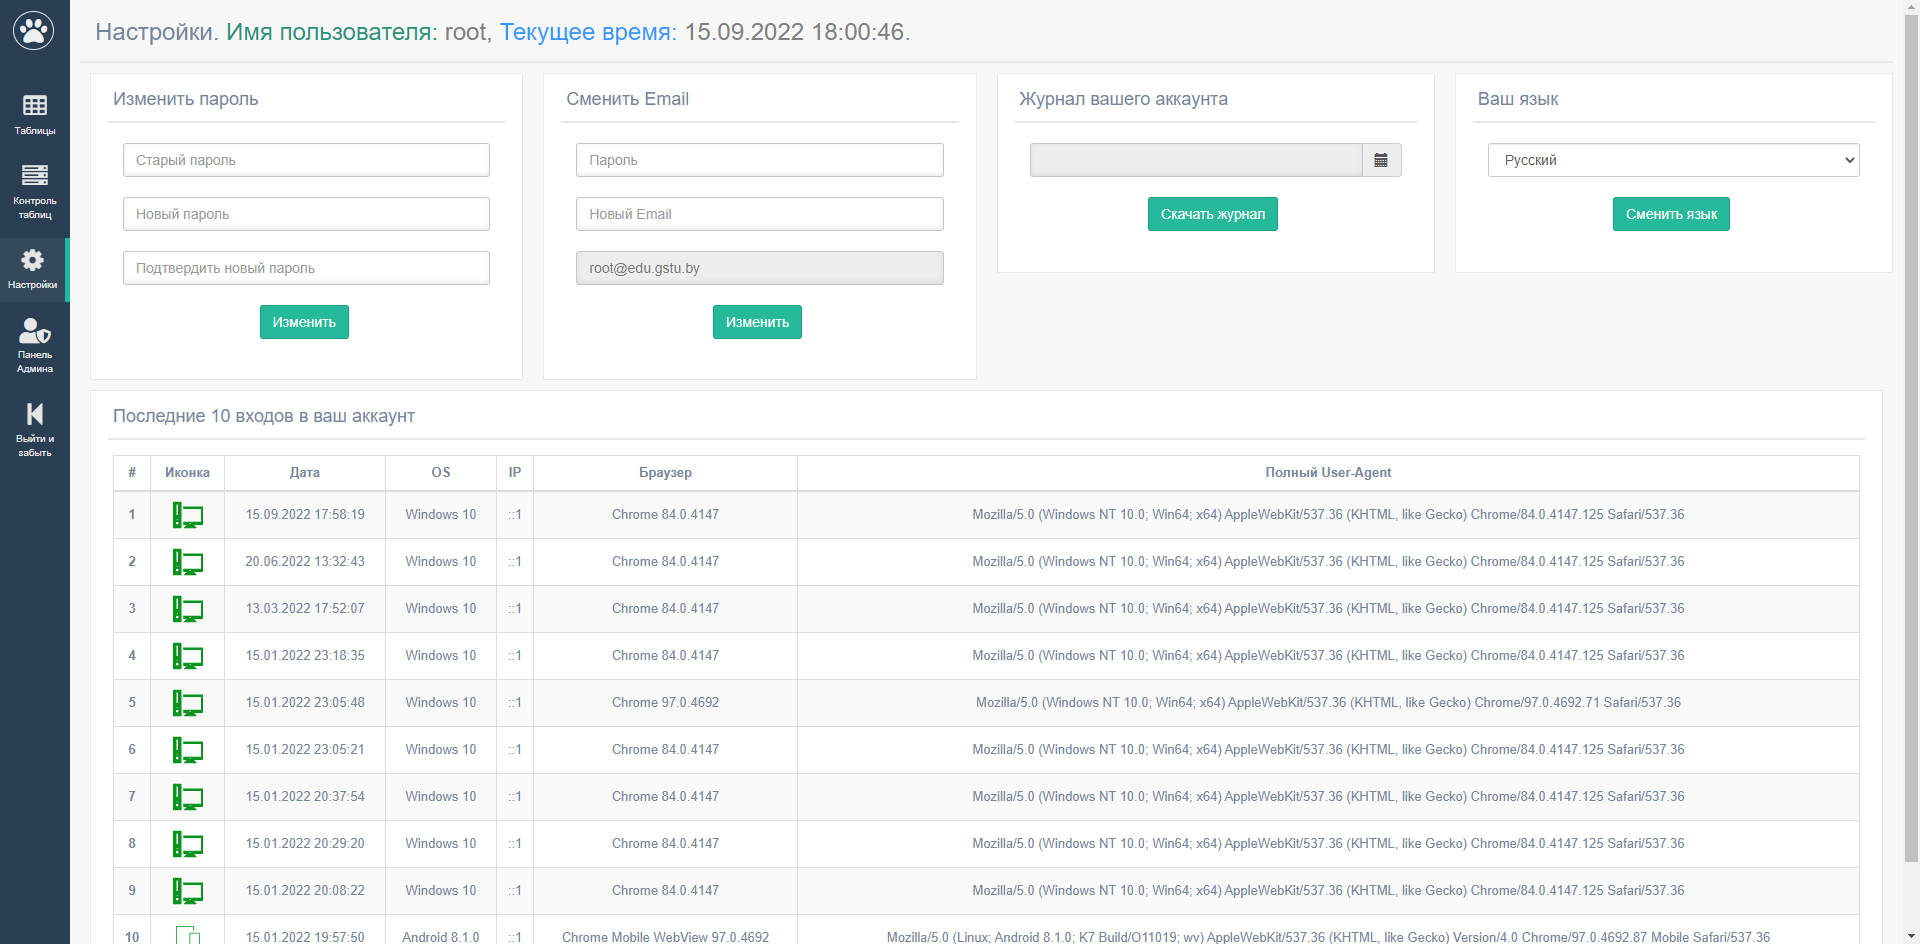 Настройки. Имя пользователя: root, Текущее время: 15.09.2022 18:00:46.
Таблицы
Контроль
таблиц
Настройки
Панель
Админа
Выйти и
забыть
Изменить пароль
Старый пароль
Новый пароль
Подтвердить новый пароль
Изменить
Сменить Email
Пароль
Новый Email
root@edu.gstu.by
Изменить
Журнал вашего аккаунта
Скачать журнал
Ваш язык
Русский
Сменить язык
Последние 10 входов в ваш аккаунт
# Иконка Дата OS IP Браузер Полный User-Agent
1 15.09.2022 17:58:19 Windows 10 ::1 Chrome 84.0.4147 Mozilla/5.0 (Windows NT 10.0; Win64; x64) AppleWebKit/537.36 (KHTML, like Gecko) Chrome/84.0.4147.125 Safari/537.36
2 20.06.2022 13:32:43 Windows 10 ::1 Chrome 84.0.4147 Mozilla/5.0 (Windows NT 10.0; Win64; x64) AppleWebKit/537.36 (KHTML, like Gecko) Chrome/84.0.4147.125 Safari/537.36
3 13.03.2022 17:52:07 Windows 10 ::1 Chrome 84.0.4147 Mozilla/5.0 (Windows NT 10.0; Win64; x64) AppleWebKit/537.36 (KHTML, like Gecko) Chrome/84.0.4147.125 Safari/537.36
4 15.01.2022 23:18:35 Windows 10 ::1 Chrome 84.0.4147 Mozilla/5.0 (Windows NT 10.0; Win64; x64) AppleWebKit/537.36 (KHTML, like Gecko) Chrome/84.0.4147.125 Safari/537.36
5 15.01.2022 23:05:48 Windows 10 ::1 Chrome 97.0.4692 Mozilla/5.0 (Windows NT 10.0; Win64; x64) AppleWebKit/537.36 (KHTML, like Gecko) Chrome/97.0.4692.71 Safari/537.36
6 15.01.2022 23:05:21 Windows 10 ::1 Chrome 84.0.4147 Mozilla/5.0 (Windows NT 10.0; Win64; x64) AppleWebKit/537.36 (KHTML, like Gecko) Chrome/84.0.4147.125 Safari/537.36
7 15.01.2022 20:37:54 Windows 10 ::1 Chrome 84.0.4147 Mozilla/5.0 (Windows NT 10.0; Win64; x64) AppleWebKit/537.36 (KHTML, like Gecko) Chrome/84.0.4147.125 Safari/537.36
8 15.01.2022 20:29:20 Windows 10 ::1 Chrome 84.0.4147 Mozilla/5.0 (Windows NT 10.0; Win64; x64) AppleWebKit/537.36 (KHTML, like Gecko) Chrome/84.0.4147.125 Safari/537.36
9 15.01.2022 20:08:22 Windows 10 ::1 Chrome 84.0.4147 Mozilla/5.0 (Windows NT 10.0; Win64; x64) AppleWebKit/537.36 (KHTML, like Gecko) Chrome/84.0.4147.125 Safari/537.36
10 15.01.2022 19:57:50 Android 8.1.0 ::1 Chrome Mobile WebView 97.0.4692 Mozilla/5.0 (Linux; Android 8.1.0; K7 Build/O11019; wv) AppleWebKit/537.36 (KHTML, like Gecko) Version/4.0 Chrome/97.0.4692.87 Mobile Safari/537.36